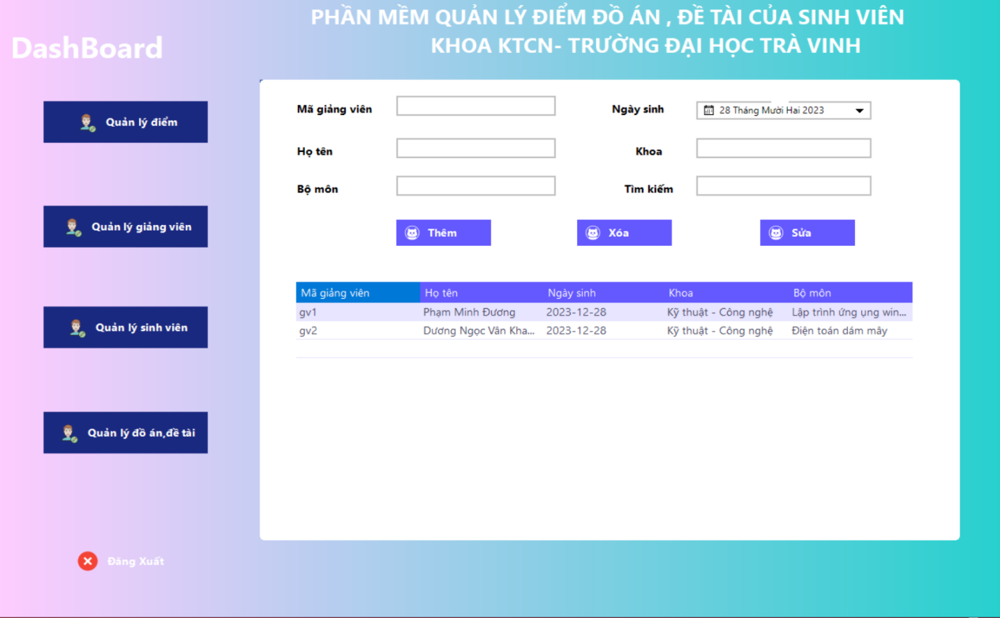 PHẦN MỀM QUẢN LÝ ĐIỂM ĐỒ ÁN , ĐỀ TÀI CỦA SINH VIÊN
KHOA KTCN- TRƯỜNG ĐẠI HỌC TRÀ VINH
DashBoard
Quản lý điểm
Quản lý giảng viên
Quản lý sinh viên
Quản lý đồ án,đề tài
Đăng Xuất
Mã giảng viên
Ngày sinh 28 Tháng Mười Hai 2023
Họ tên
Khoa
Bộ môn
Tìm kiếm
Thêm Xóa Sửa
Mã giảng viên Họ tên Ngày sinh Khoa Bộ môn
gv1 Phạm Minh Đương 2023-12-28 Kỹ thuật - Công nghệ Lập trình ứng ụng win...
gv2 Dương Ngọc Vân Kha... 2023-12-28 Kỹ thuật - Công nghệ Điện toán dám mây